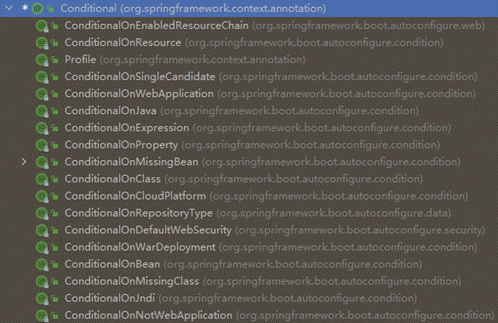 Conditional (org.springframework.context.annotation)
ConditionalOnEnabledResourceChain (org.springframework.boot.autoconfigure.web)
ConditionalOnResource (org.springframework.boot.autoconfigure.condition)
Profile (org.springframework.context.annotation)
ConditionalOnSingleCandidate (org.springframework.boot.autoconfigure.condition)
ConditionalOnWebApplication (org.springframework.boot.autoconfigure.condition)
ConditionalOnJava (org.springframework.boot.autoconfigure.condition)
ConditionalOnExpression (org.springframework.boot.autoconfigure.condition)
ConditionalOnProperty (org.springframework.boot.autoconfigure.condition)
ConditionalOnMissingBean (org.springframework.boot.autoconfigure.condition)
ConditionalOnClass (org.springframework.boot.autoconfigure.condition)
ConditionalOnCloudPlatform (org.springframework.boot.autoconfigure.condition)
ConditionalOnRepositoryType (org.springframework.boot.autoconfigure.data)
ConditionalOnDefaultWebSecurity (org.springframework.boot.autoconfigure.security)
ConditionalOnWarDeployment (org.springframework.boot.autoconfigure.condition)
ConditionalOnBean (org.springframework.boot.autoconfigure.condition)
ConditionalOnMissingClass (org.springframework.boot.autoconfigure.condition)
ConditionalOnJndi (org.springframework.boot.autoconfigure.condition)
ConditionalOnNotWebApplication (org.springframework.boot.autoconfigure.condition)